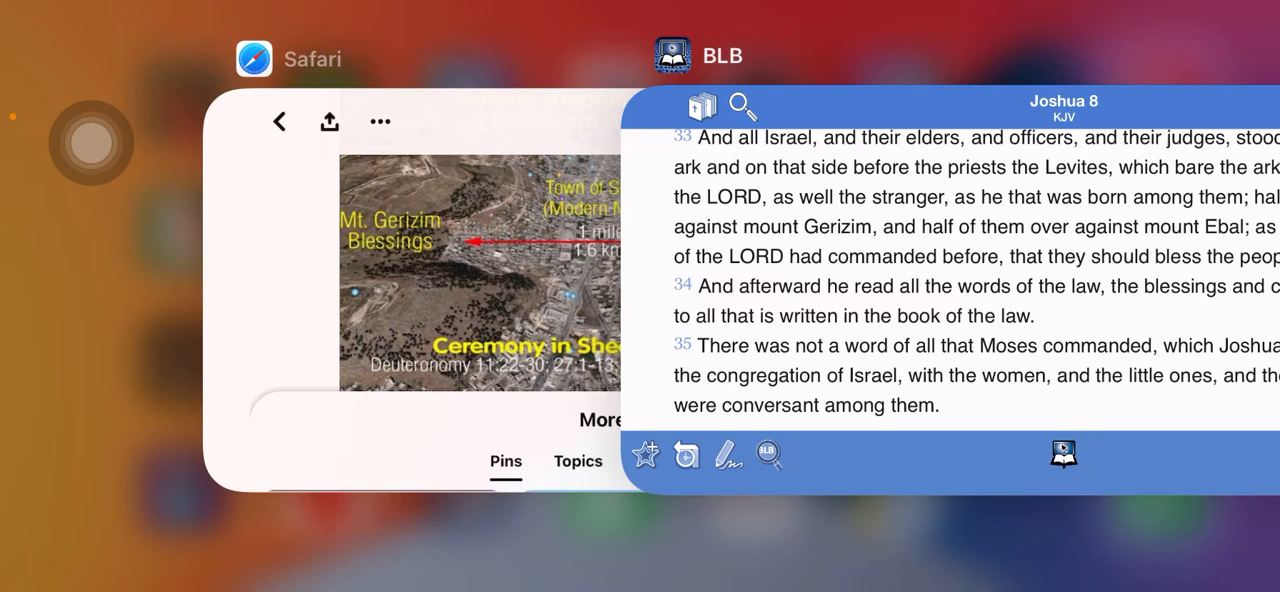 Safari
BLB
Mt. Gerizim
Blessings
Town of S
(Modern N
1 mil
1.6 km
Ceremony in She
Deuteronomy 11:22-30; 27:1-13
More
Pins
Topics
Joshua 8
KJV
33 And all Israel, and their elders, and officers, and their judges, stood
ark and on that side before the priests the Levites, which bare the ark
the LORD, as well the stranger, as he that was born among them; hal
against mount Gerizim, and half of them over against mount Ebal; as
of the LORD had commanded before, that they should bless the peop
34 And afterward he read all the words of the law, the blessings and c
to all that is written in the book of the law.
35 There was not a word of all that Moses commanded, which Joshua
the congregation of Israel, with the women, and the little ones, and the
were conversant among them.
BLB